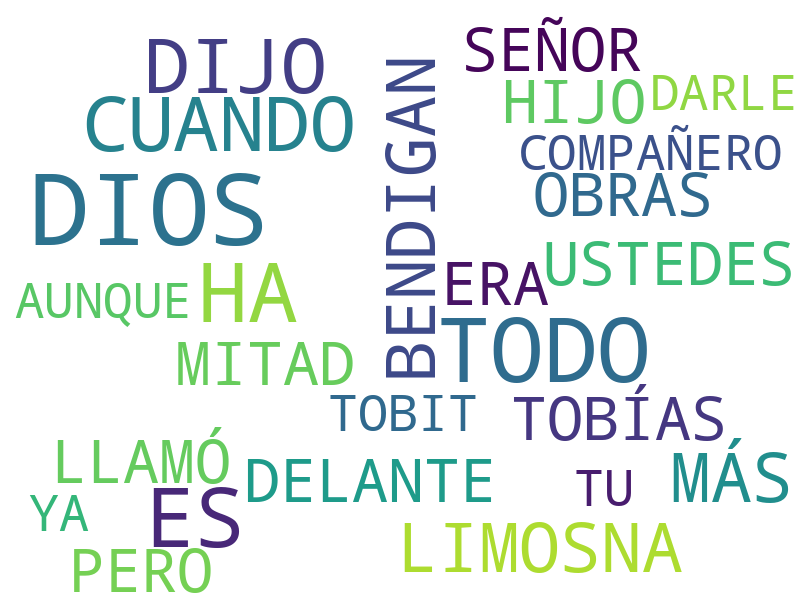 SEÑOR
DIJO
HIJO
DARLE
CUANDO
BENDIGAN
COMPAÑERO
DIOS
OBRAS
USTEDES
AUNQUE
HA
ERA
TODO
MITAD
TOBIT
TOBÍAS
LLAMÓ
DELANTE
TU
MÁS
YA
ES
LIMOSNA
PERO